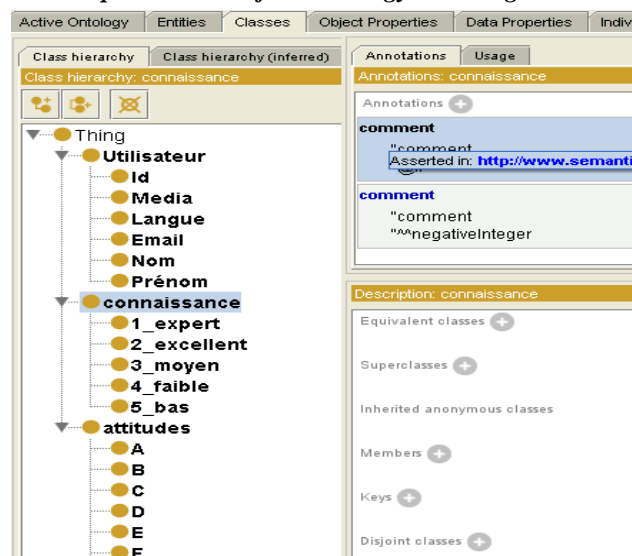 Active Ontology Entities Classes Object Properties Data Properties Indiv
Class hierarchy Class hierarchy (inferred)
Class hierarchy: connaissance
Thing
Utilisateur
Id
Media
Langue
Email
Nom
Prénom
connaissance
1_expert
2_excellent
3_moyen
4_faible
5_bas
attitudes
A
B
C
D
E
F
Annotations Usage
Annotations: connaissance
Annotations
comment
"comment
Asserted in: http://www.semanti
comment
"comment
"^^negativeInteger
Description: connaissance
Equivalent classes
Superclasses
Inherited anonymous classes
Members
Keys
Disjoint classes